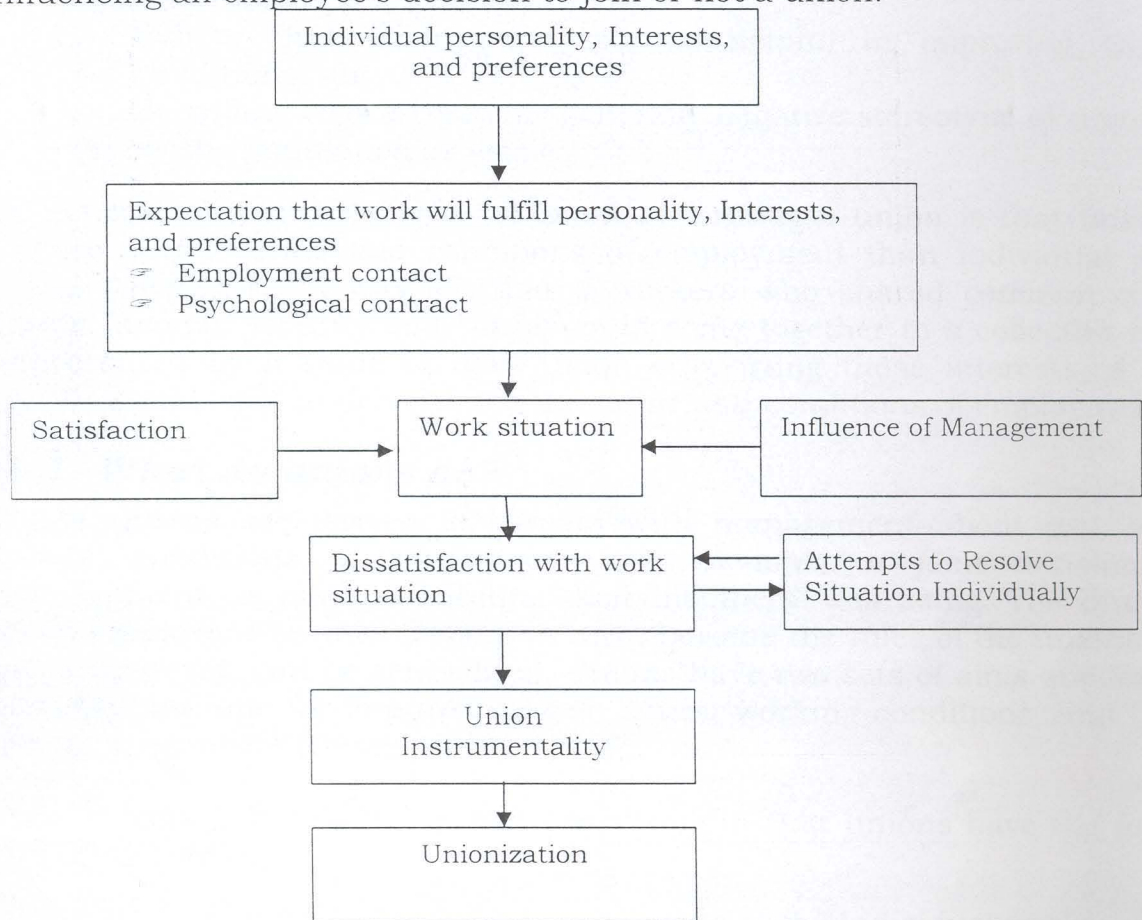 influencing an employee's decision to join or not a union.
Individual personality, Interests,
and preferences
Expectation that work will fulfill personality, Interests,
and preferences
☞ Employment contact
☞ Psychological contract
Satisfaction
Work situation
Influence of Management
Dissatisfaction with work
situation
Attempts to Resolve
Situation Individually
Union
Instrumentality
Unionization